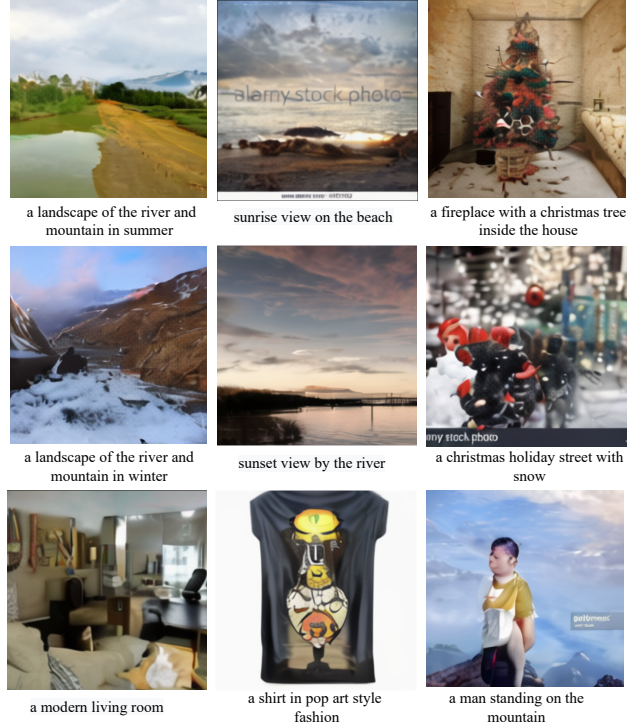 alamy stock photo
a landscape of the river and
mountain in summer
sunrise view on the beach
a fireplace with a christmas tree
inside the house
my stock photo
a landscape of the river and
mountain in winter
sunset view by the river
a christmas holiday street with
snow
a modern living room
a shirt in pop art style
fashion
a man standing on the
mountain